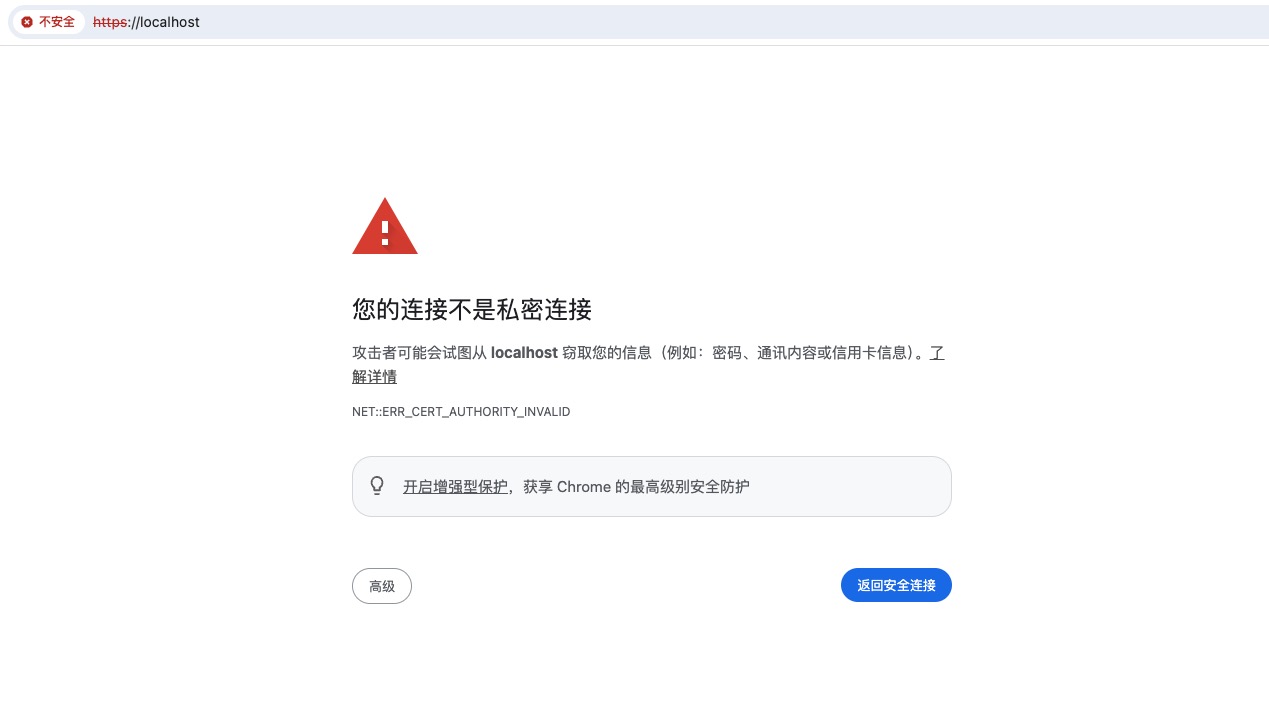 不安全 https://localhost
您的连接不是私密连接
攻击者可能会试图从 localhost 窃取您的信息（例如：密码、通讯内容或信用卡信息）。了
解详情
NET::ERR_CERT_AUTHORITY_INVALID
开启增强型保护，获享 Chrome 的最高级别安全防护
高级 返回安全连接